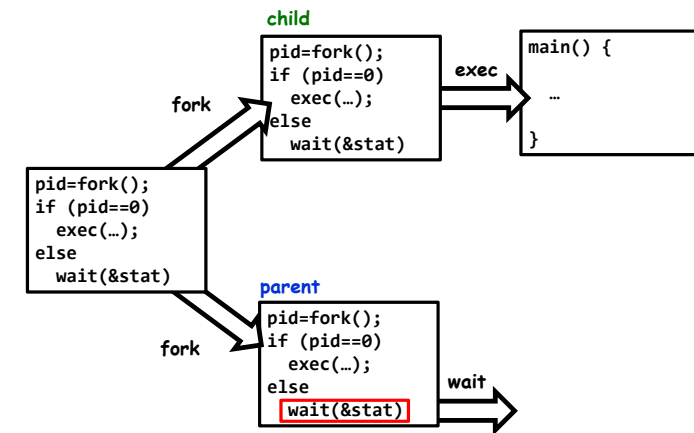 child
pid=fork();
if (pid==0)
exec(…);
else
wait(&stat)
exec
main() {
…
}
fork
pid=fork();
if (pid==0)
exec(…);
else
wait(&stat)
fork
parent
pid=fork();
if (pid==0)
exec(…);
else
wait(&stat)
wait